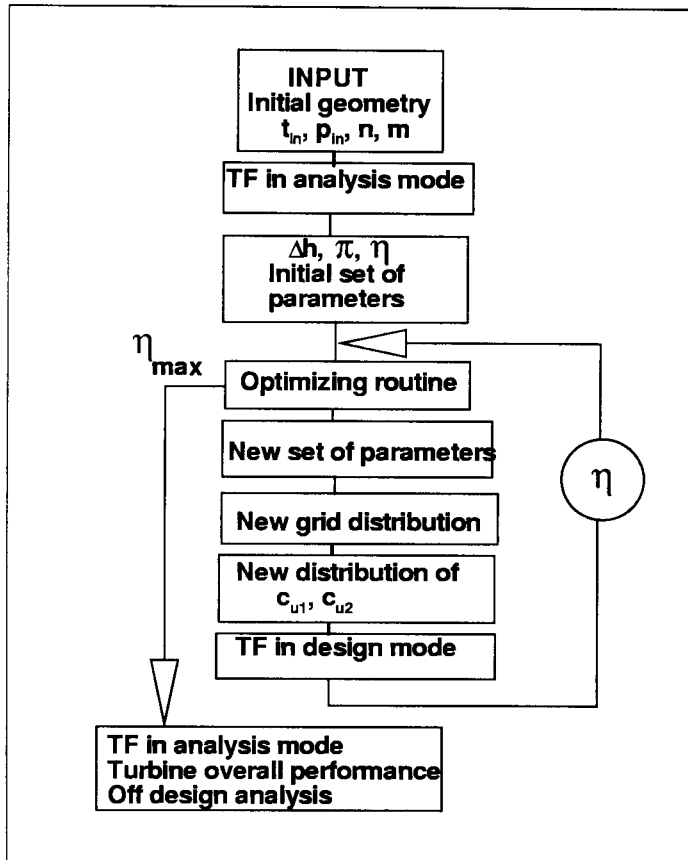 INPUT
Initial geometry
t_in, p_in, n, m
TF in analysis mode
Δh, π, η
Initial set of
parameters
η_max
Optimizing routine
New set of parameters
New grid distribution
η
New distribution of
c_u1, c_u2
TF in design mode
TF in analysis mode
Turbine overall performance
Off design analysis